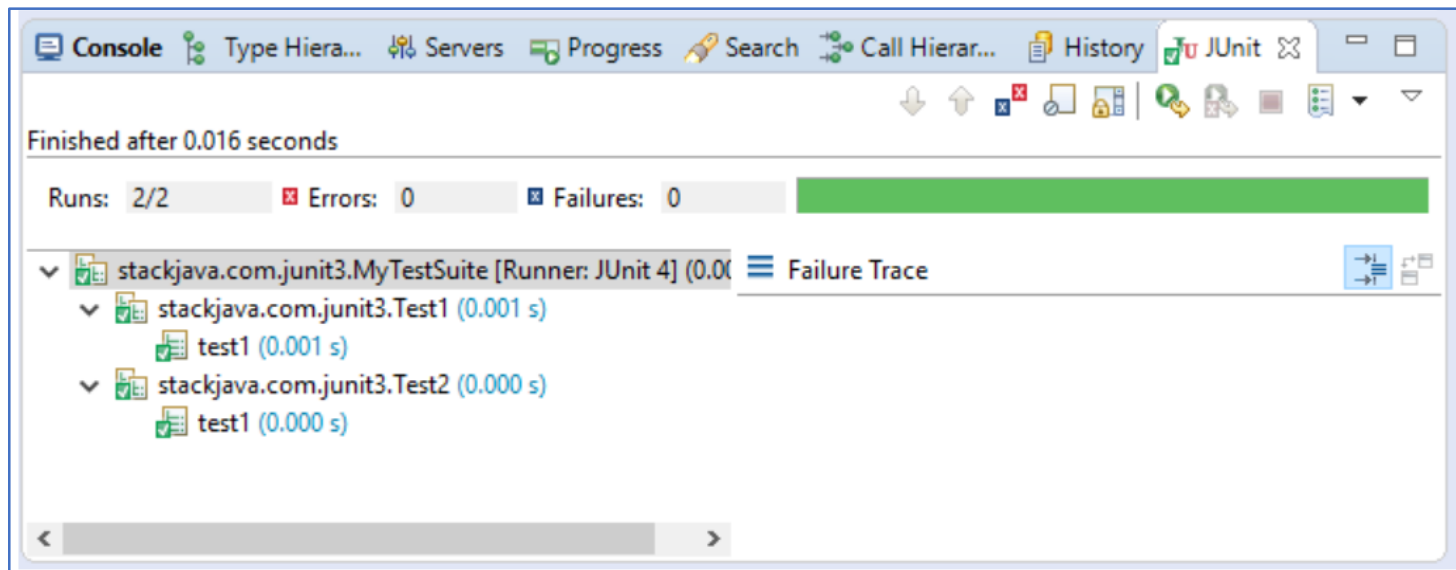 Console Type Hiera... Servers Progress Search Call Hierar... History JUnit
Finished after 0.016 seconds
Runs: 2/2 Errors: 0 Failures: 0
stackjava.com.junit3.MyTestSuite [Runner: JUnit 4] (0.00 Failure Trace
stackjava.com.junit3.Test1 (0.001 s)
test1 (0.001 s)
stackjava.com.junit3.Test2 (0.000 s)
test1 (0.000 s)